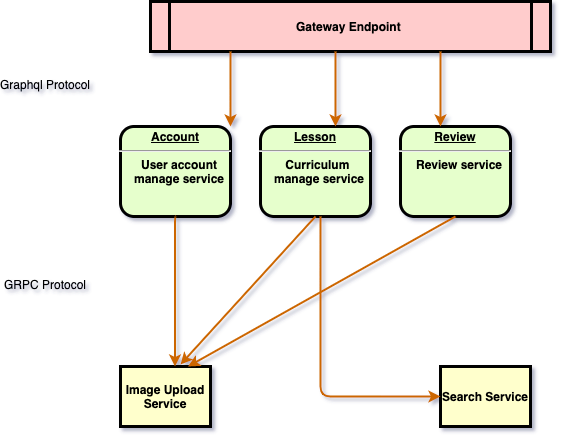 Gateway Endpoint
Graphql Protocol
Account
User account
manage service
Lesson
Curriculum
manage service
Review
Review service
GRPC Protocol
Image Upload
Service
Search Service